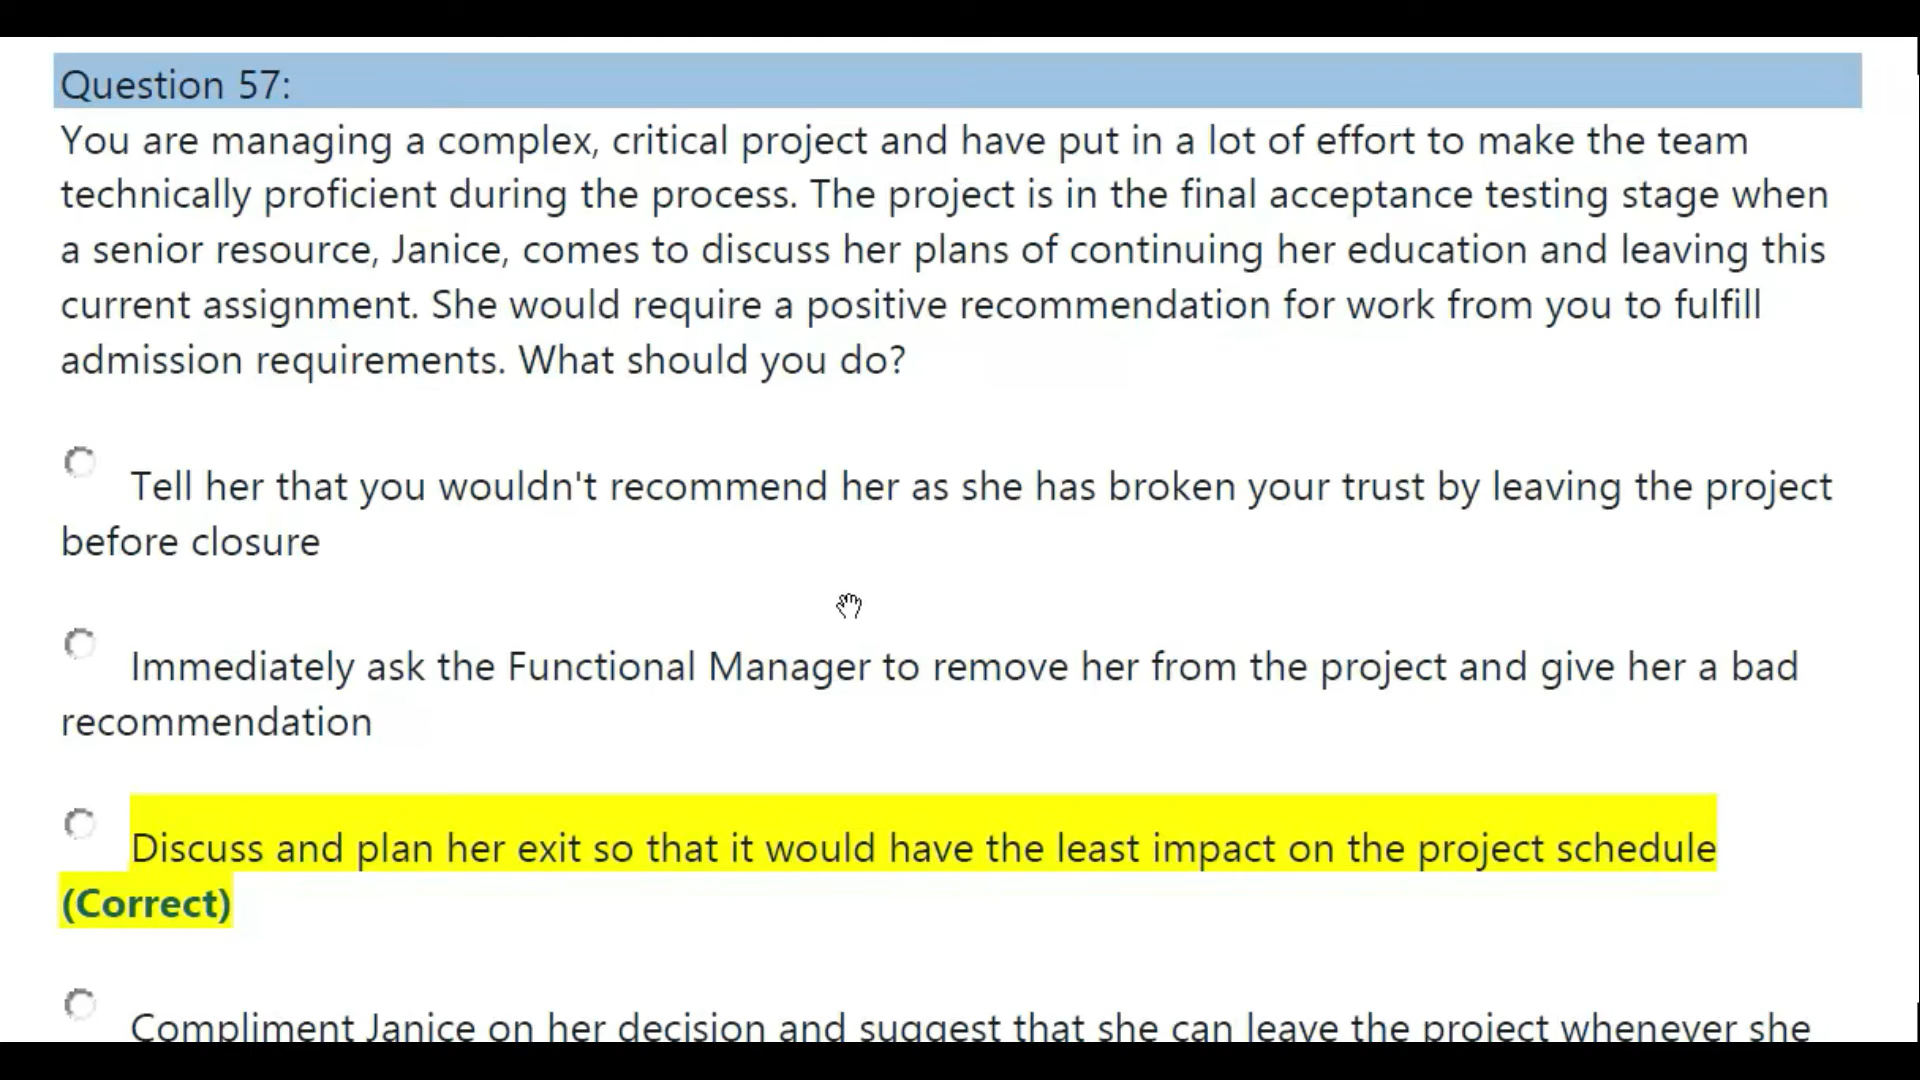 Question 57:
You are managing a complex, critical project and have put in a lot of effort to make the team
technically proficient during the process. The project is in the final acceptance testing stage when
a senior resource, Janice, comes to discuss her plans of continuing her education and leaving this
current assignment. She would require a positive recommendation for work from you to fulfill
admission requirements. What should you do?
Tell her that you wouldn't recommend her as she has broken your trust by leaving the project
before closure
Immediately ask the Functional Manager to remove her from the project and give her a bad
recommendation
Discuss and plan her exit so that it would have the least impact on the project schedule
(Correct)
Compliment Janice on her decision and suggest that she can leave the project whenever she